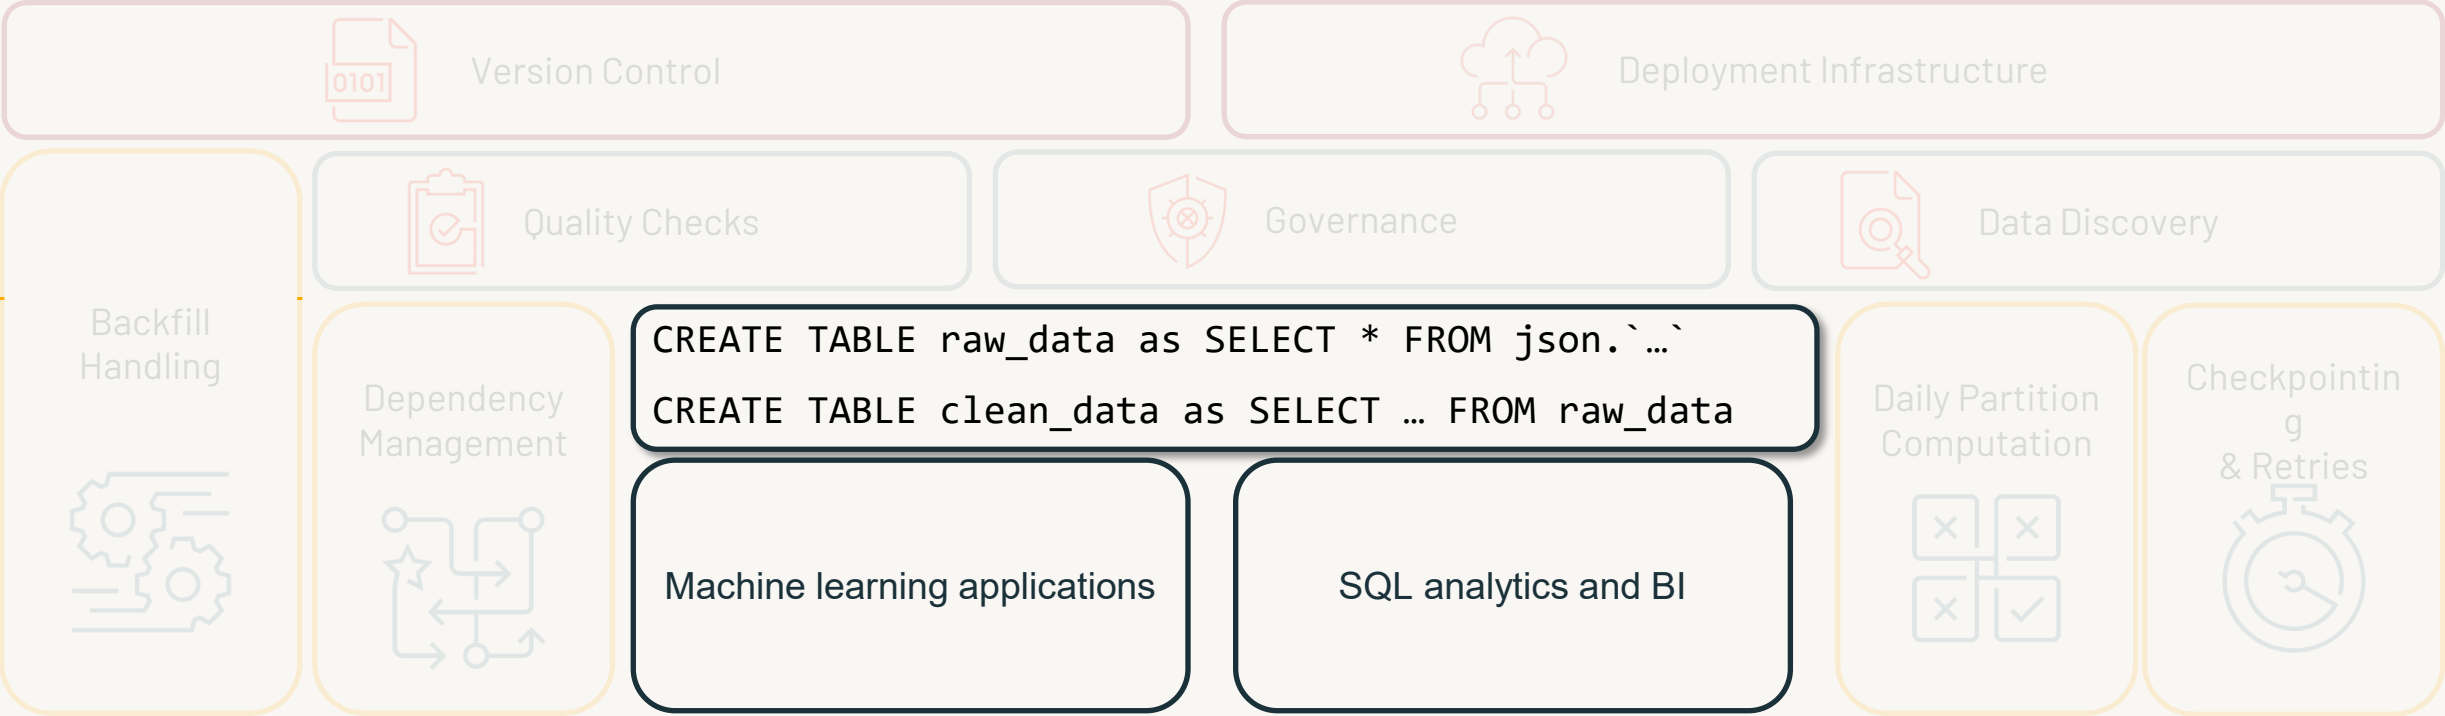 Version Control
Deployment Infrastructure
0101
Quality Checks
Governance
Data Discovery
Backfill
Handling
Dependency
Management
CREATE TABLE raw_data as SELECT * FROM json.`…`
CREATE TABLE clean_data as SELECT … FROM raw_data
Machine learning applications
SQL analytics and BI
Daily Partition
Computation
Checkpointin
g
& Retries